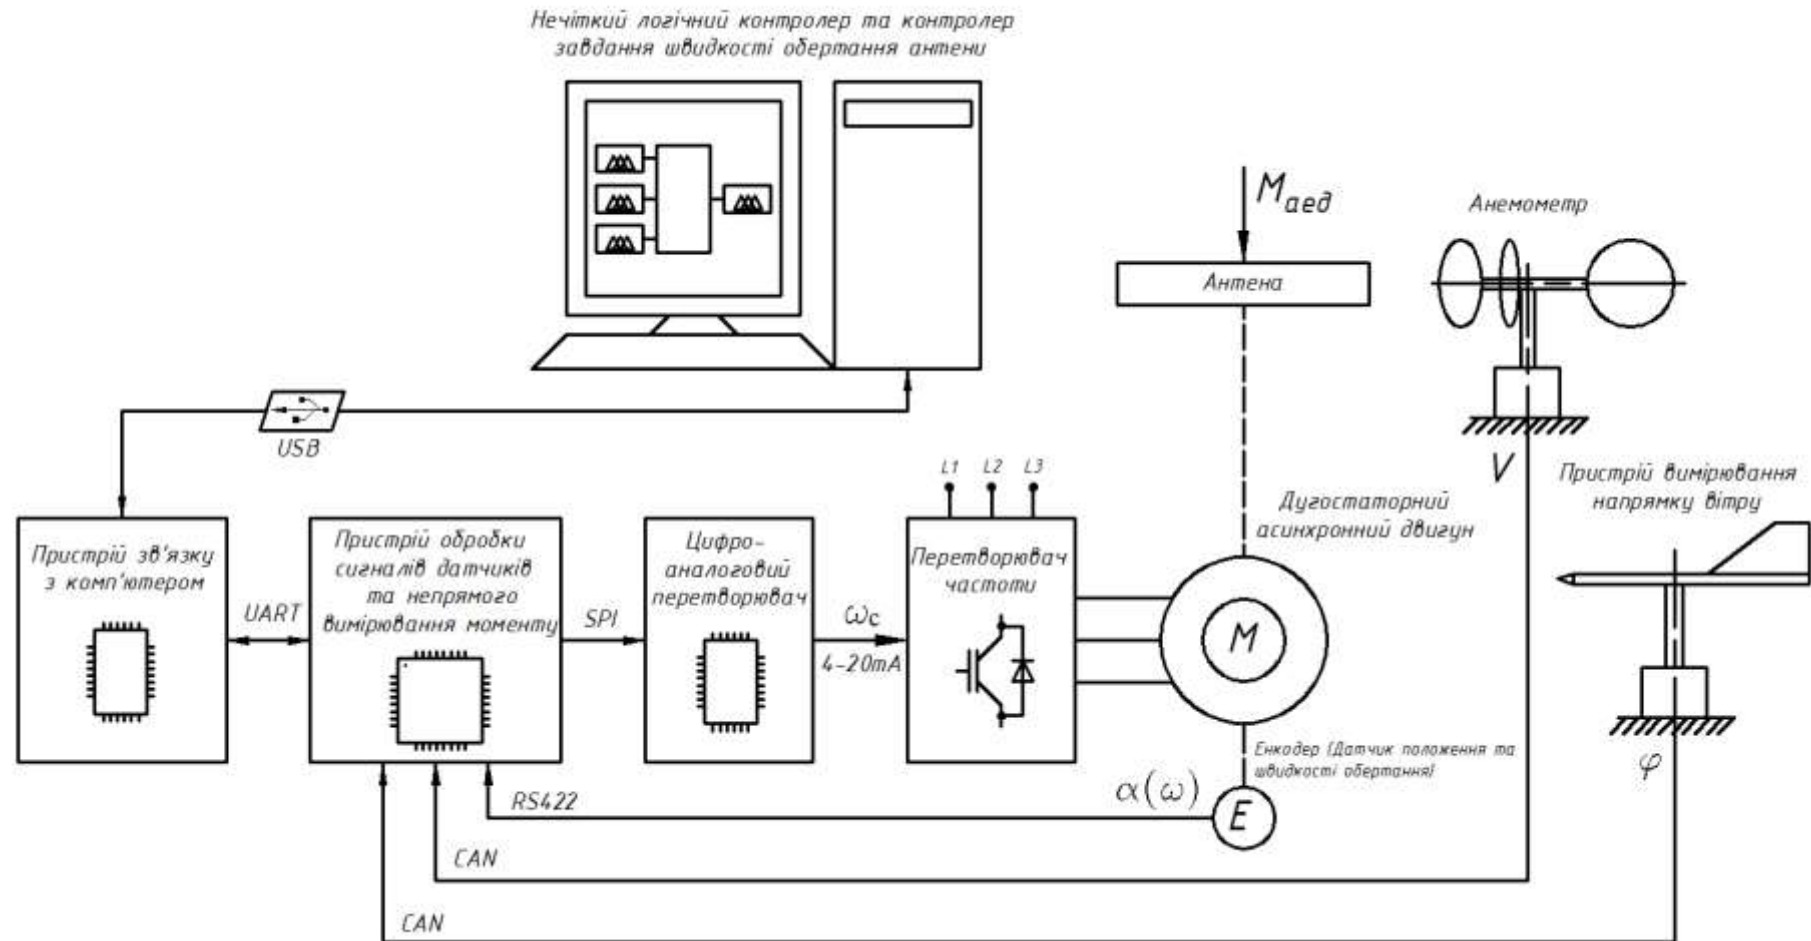 Нечіткий логічний контролер та контролер
завдання швидкості обертання антени
M аед
Антена
Анемометр
USB
V
L1 L2 L3
Пристрій вимірювання
напрямку вітру
Дугостаторний
асинхронний двигун
Пристрій зв'язку
з комп'ютером
UART
Пристрій обробки
сигналів датчиків
та непрямого
вимірювання моменту
SPI
Цифро-
аналоговий
перетворювач
ωс
4-20mA
Перетворювач
частоти
M
Енкодер (Датчик положення та
швидкості обертання)
φ
α(ω)
E
RS422
CAN
CAN